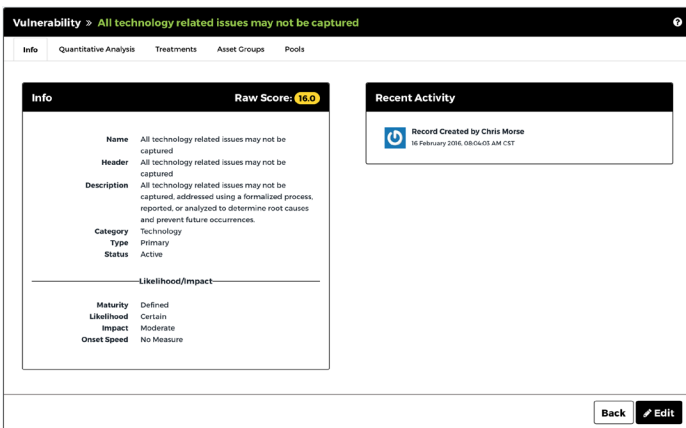 Vulnerability » All technology related issues may not be captured
Info Quantitative Analysis Treatments Asset Groups Pools
Info Raw Score: 16.0
Name All technology related issues may not be
captured
Header All technology related issues may not be
captured
Description All technology related issues may not be
captured, addressed using a formalized process,
reported, or analyzed to determine root causes
and prevent future occurrences.
Category Technology
Type Primary
Status Active
Likelihood/Impact
Maturity Defined
Likelihood Certain
Impact Moderate
Onset Speed No Measure
Recent Activity
Record Created by Chris Morse
16 February 2016, 08:04:03 AM CST
Back Edit